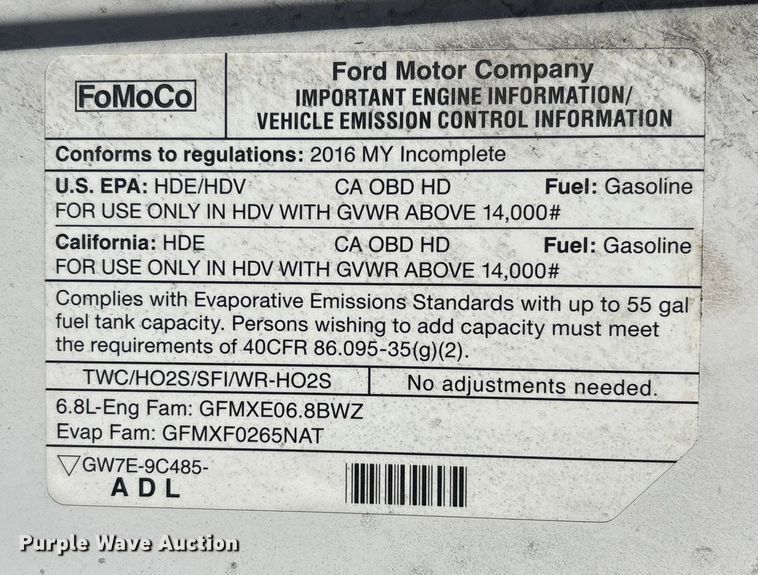 FoMoCo
Ford Motor Company
IMPORTANT ENGINE INFORMATION/
VEHICLE EMISSION CONTROL INFORMATION
Conforms to regulations: 2016 MY Incomplete
U.S. EPA: HDE/HDV CA OBD HD Fuel: Gasoline
FOR USE ONLY IN HDV WITH GVWR ABOVE 14,000#
California: HDE CA OBD HD Fuel: Gasoline
FOR USE ONLY IN HDV WITH GVWR ABOVE 14,000#
Complies with Evaporative Emissions Standards with up to 55 gal
fuel tank capacity. Persons wishing to add capacity must meet
the requirements of 40CFR 86.095-35(g)(2).
TWC/HO2S/SFI/WR-HO2S No adjustments needed.
6.8L-Eng Fam: GFMXE06.8BWZ
Evap Fam: GFMXF0265NAT
▽GW7E-9C485-
A D L
Purple Wave Auction